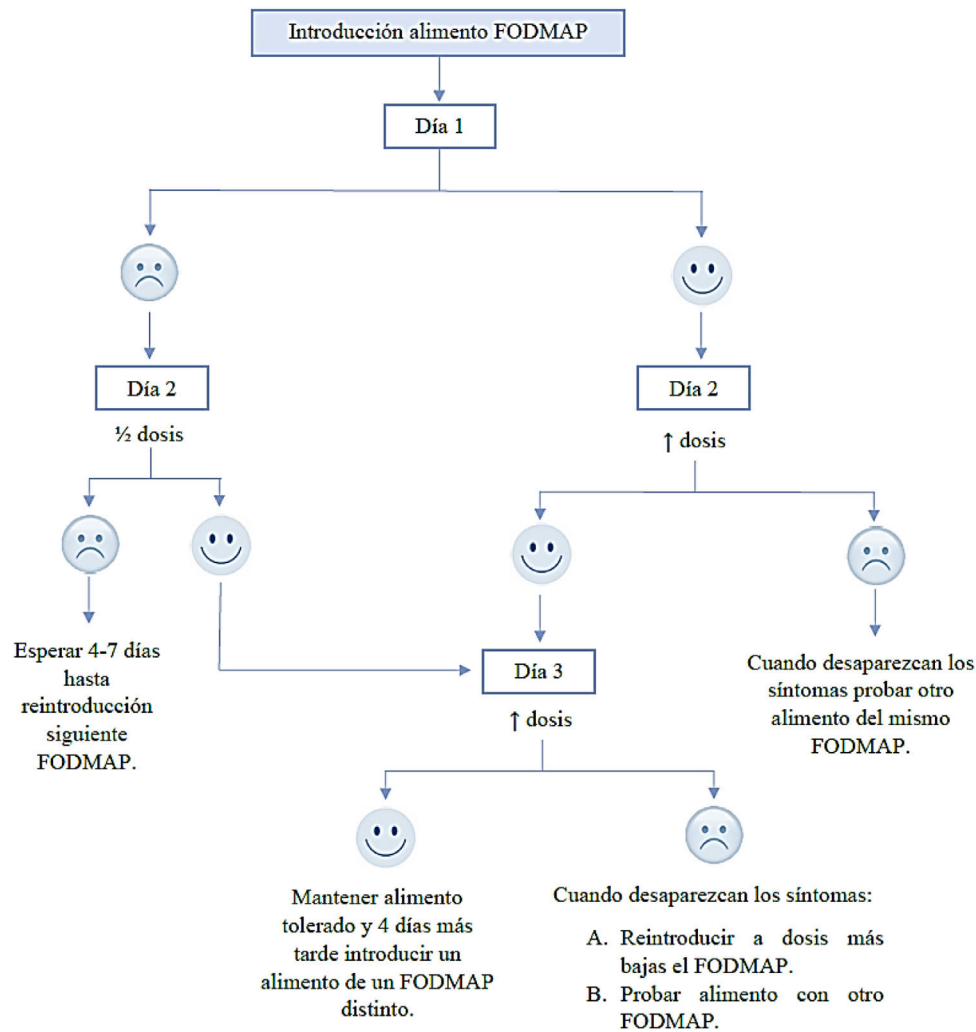 Introducción alimento FODMAP
Día 1
Día 2
Día 2
½ dosis
↑ dosis
Esperar 4-7 días
hasta
reintroducción
siguiente
FODMAP.
Día 3
↑ dosis
Cuando desaparezcan los
síntomas probar otro
alimento del mismo
FODMAP.
Mantener alimento
tolerado y 4 días más
tarde introducir un
alimento de un FODMAP
distinto.
Cuando desaparezcan los síntomas:
A. Reintroducir a dosis más
bajas el FODMAP.
B. Probar alimento con otro
FODMAP.